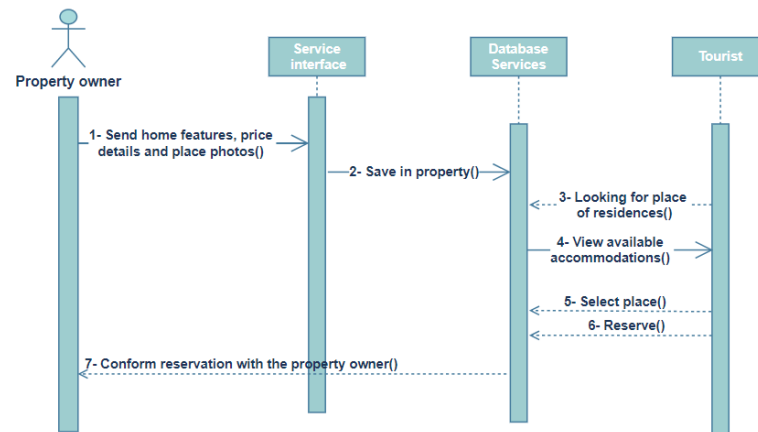 Service
interface
Database
Services
Tourist
Property owner
1- Send home features, price
details and place photos()
2- Save in property()
3- Looking for place
of residences()
4- View available
accommodations()
5- Select place()
6- Reserve()
7- Conform reservation with the property owner()